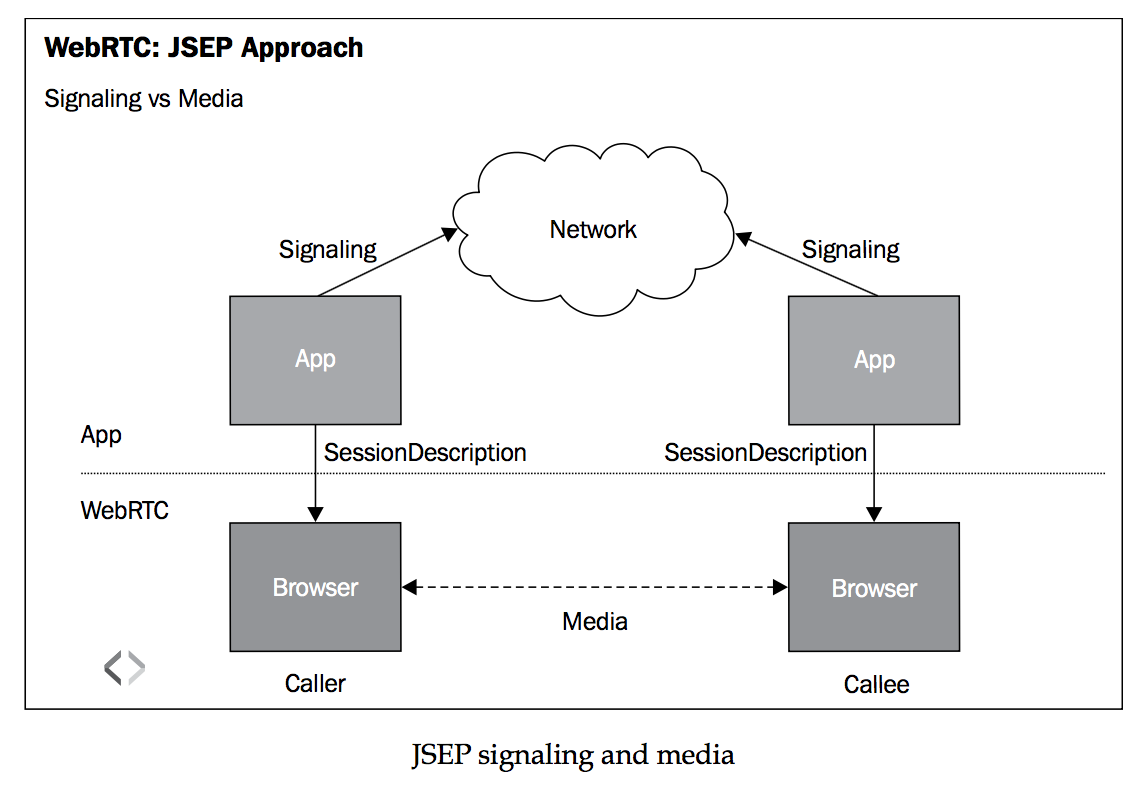 WebRTC: JSEP Approach
Signaling vs Media
Network
Signaling
Signaling
App
App
App
SessionDescription
SessionDescription
WebRTC
Browser
Browser
Media
Caller
Callee
JSEP signaling and media